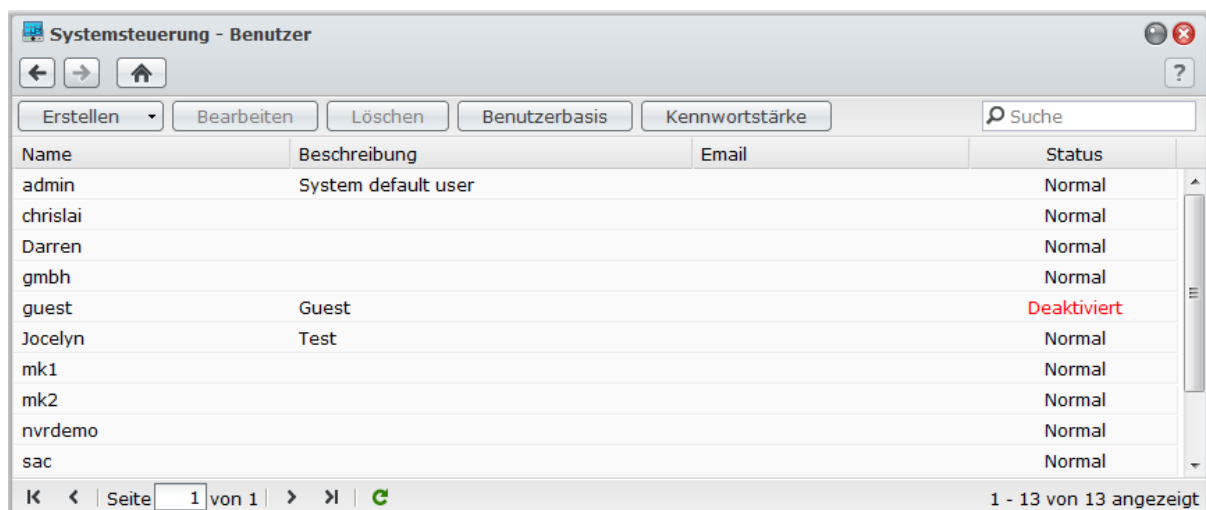 Systemsteuerung - Benutzer
?
Erstellen Bearbeiten Löschen Benutzerbasis Kennwortstärke Suche
Name Beschreibung Email Status
admin System default user Normal
chrislai Normal
Darren Normal
gmbh Normal
guest Guest Deaktiviert
Jocelyn Test Normal
mk1 Normal
mk2 Normal
nvrdemo Normal
sac Normal
Seite 1 von 1 1 - 13 von 13 angezeigt